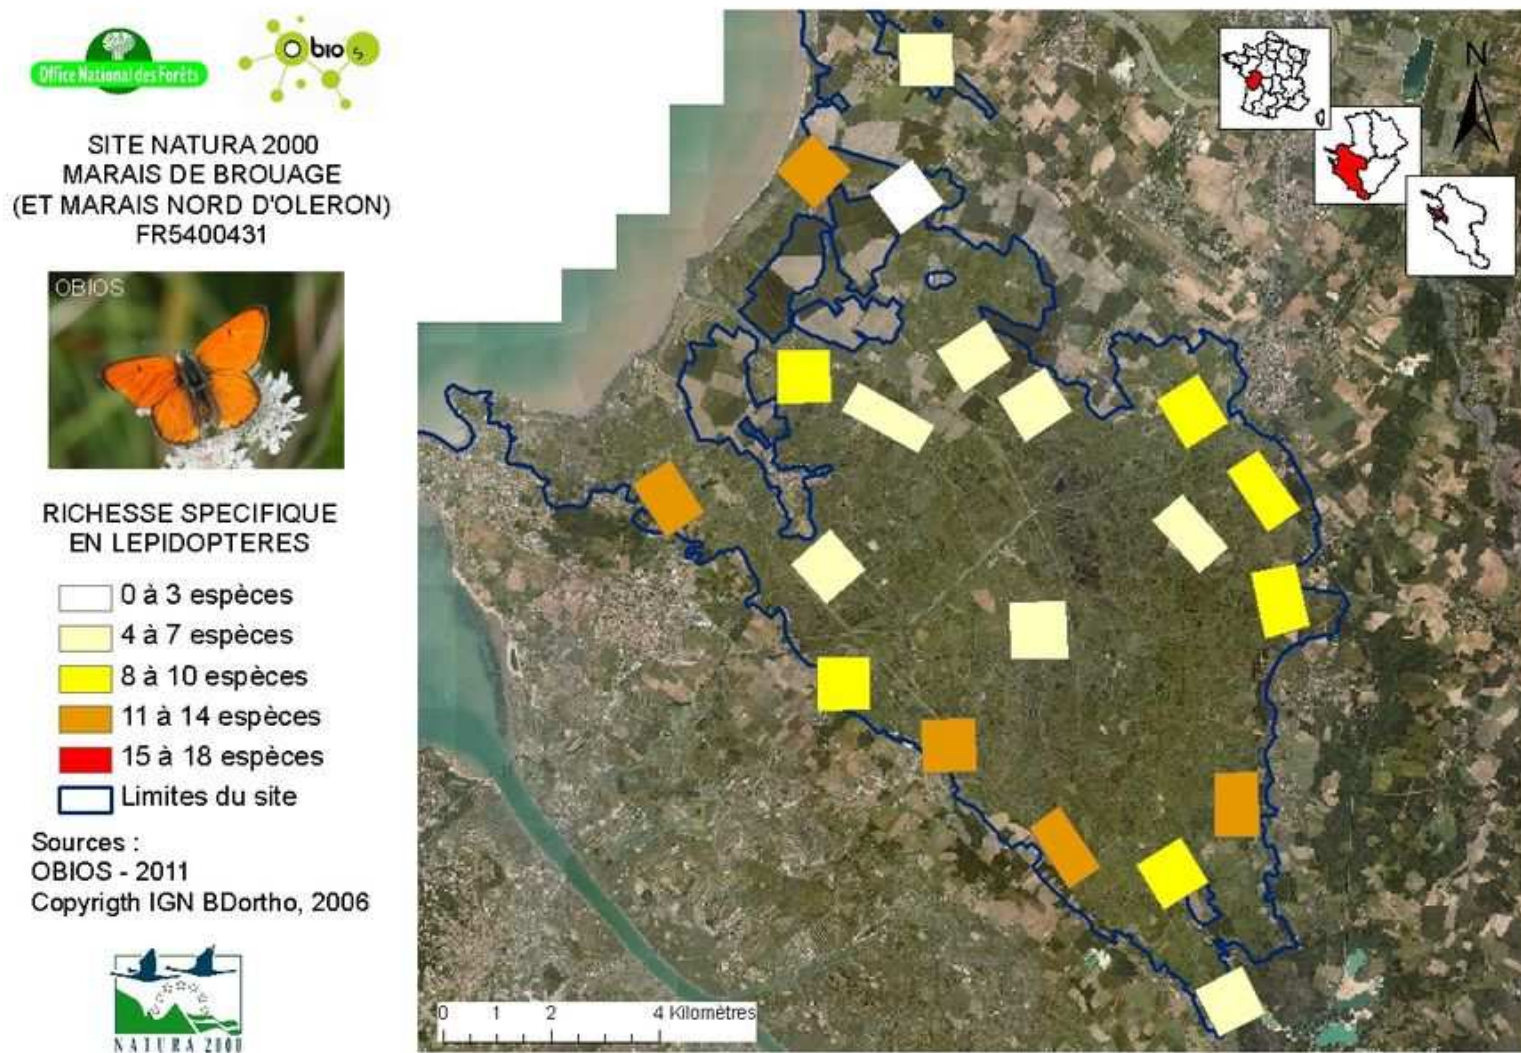 Office National des Forêts
Obios
SITE NATURA 2000
MARAIS DE BROUAGE
(ET MARAIS NORD D'OLERON)
FR5400431
OBIOS
RICHESSE SPECIFIQUE
EN LEPIDOPTERES
0 à 3 espèces
4 à 7 espèces
8 à 10 espèces
11 à 14 espèces
15 à 18 espèces
Limites du site
Sources :
OBIOS - 2011
Copyrigth IGN BDortho, 2006
NATURA 2000
N
0 1 2 4 Kilomètres